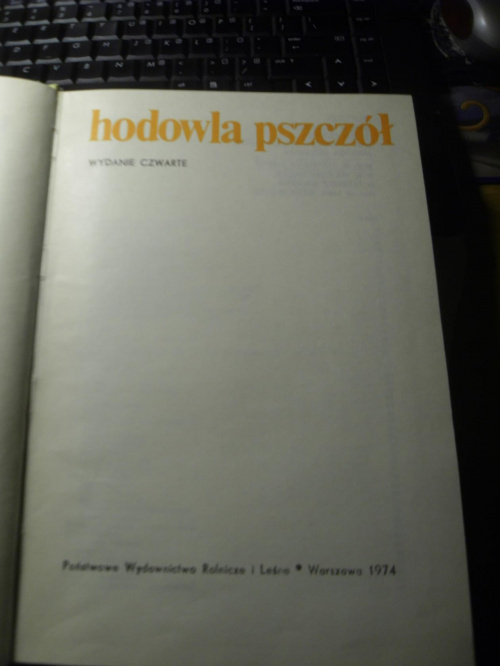 hodowla pszczół
WYDANIE CZWARTE
Państwowe Wydawnictwo Rolnicze i Leśne * Warszawa 1974